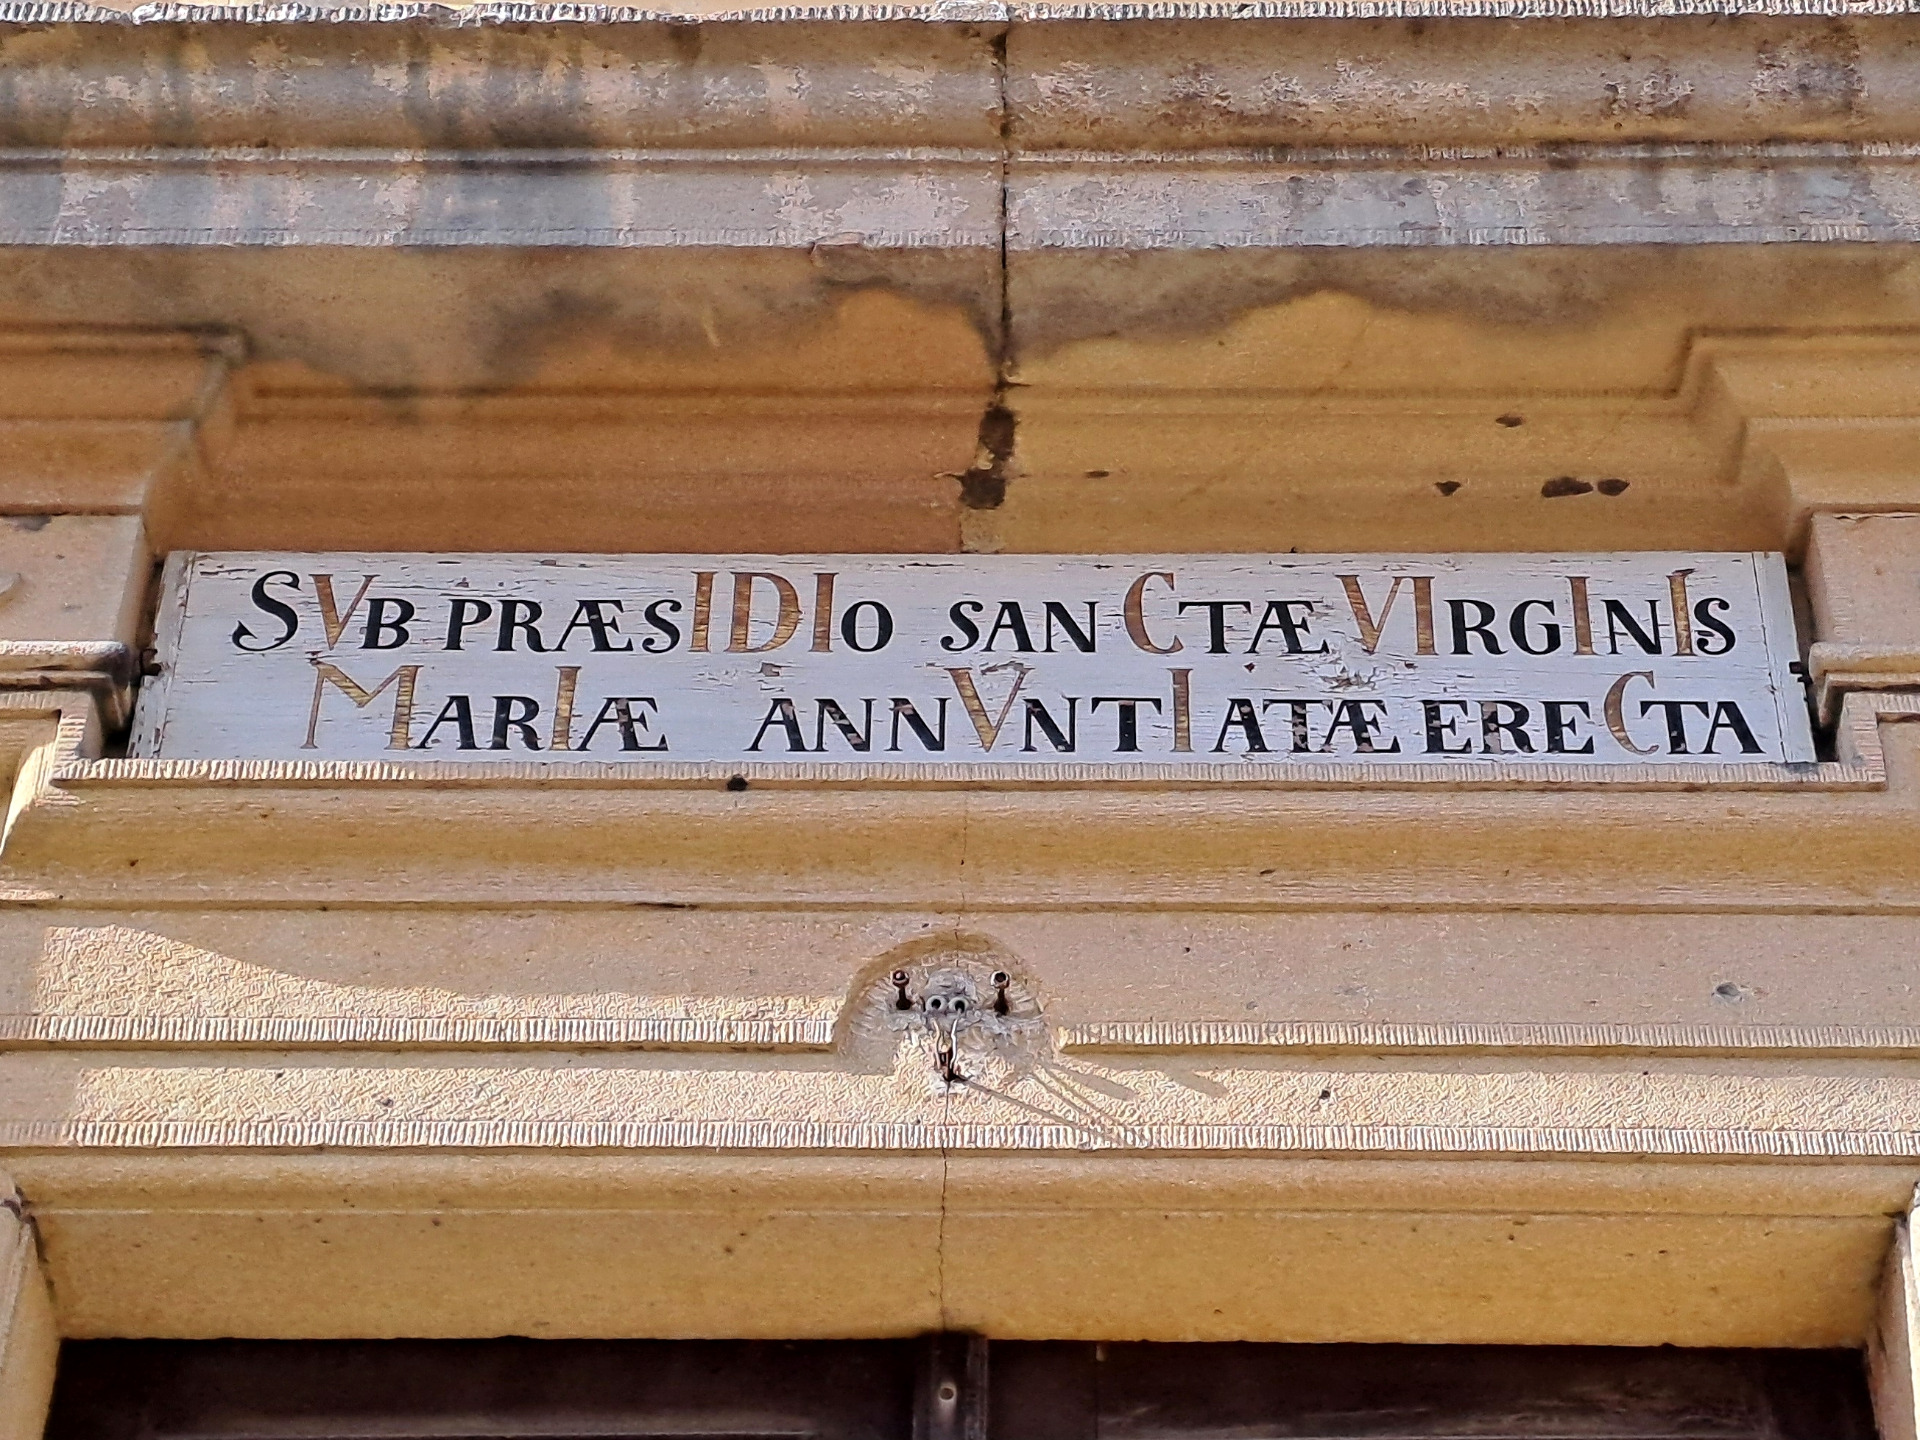 SVB PRÆSIDIO SANCTÆ VIRGINIS
MARIÆ ANNVNTIATÆ ERECTA